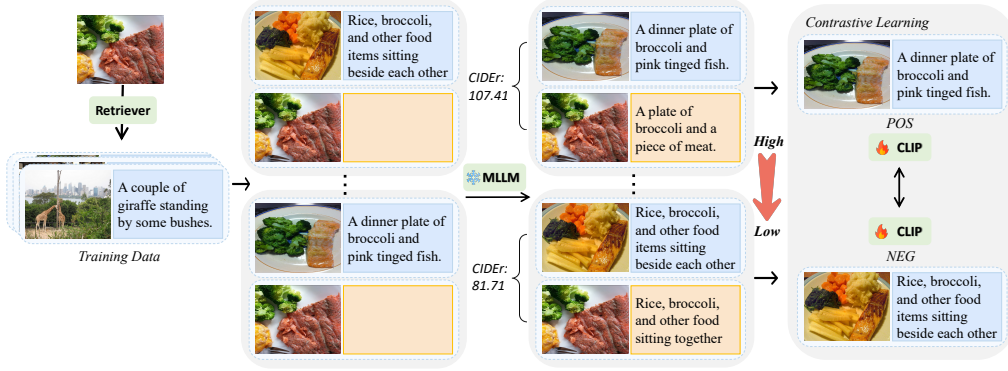 Retriever
A couple of
giraffe standing
by some bushes.
Training Data
Rice, broccoli,
and other food
items sitting
beside each other
⋮
A dinner plate of
broccoli and
pink tinged fish.
MLLM
CIDEr:
107.41
A dinner plate of
broccoli and
pink tinged fish.
A plate of
broccoli and a
piece of meat.
⋮
CIDEr:
81.71
Rice, broccoli,
and other food
items sitting
beside each other
Rice, broccoli,
and other food
sitting together
High
Low
Contrastive Learning
A dinner plate of
broccoli and
pink tinged fish.
POS
CLIP
CLIP
NEG
Rice, broccoli,
and other food
items sitting
beside each other